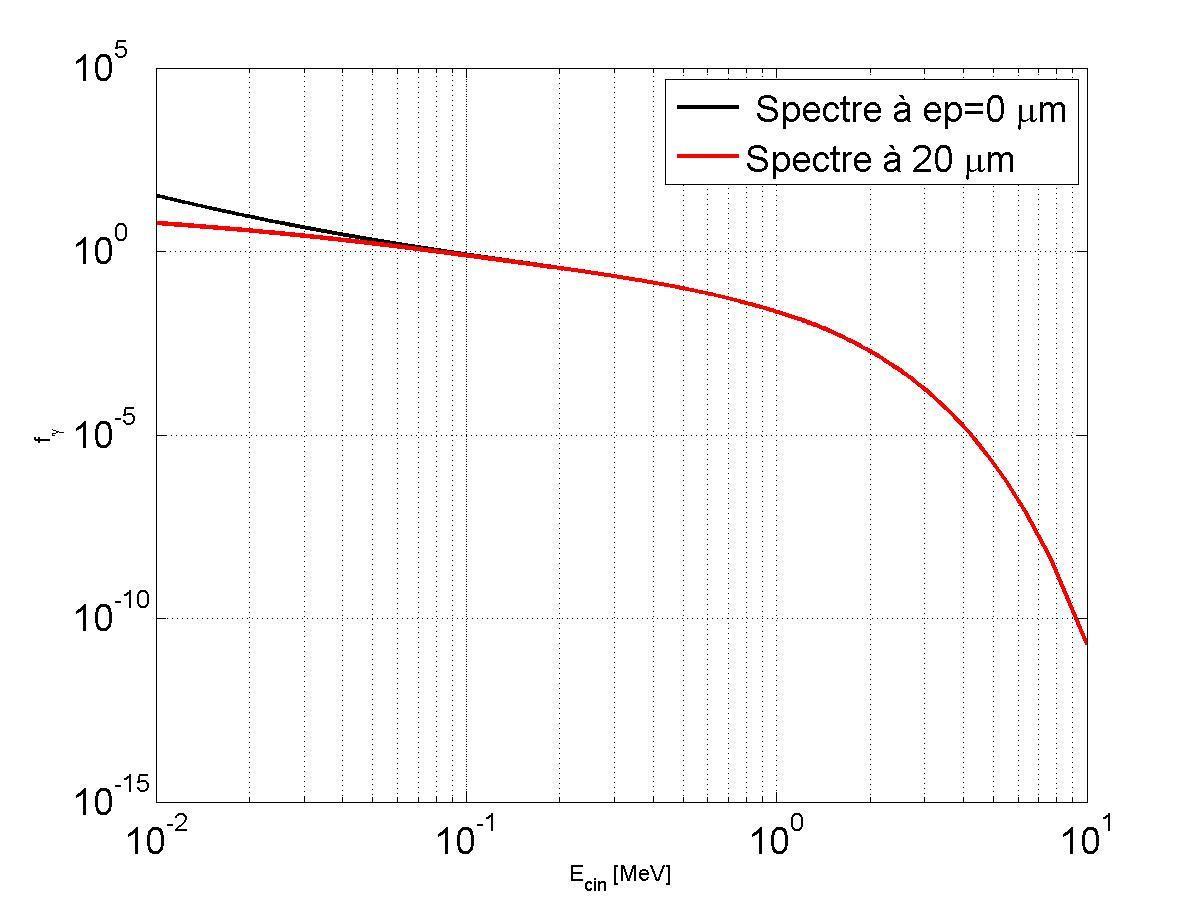 10^5
Spectre à ep=0 μm
Spectre à 20 μm
10^0
f_γ
10^-5
10^-10
10^-15
10^-2
10^-1
10^0
10^1
E_cin [MeV]